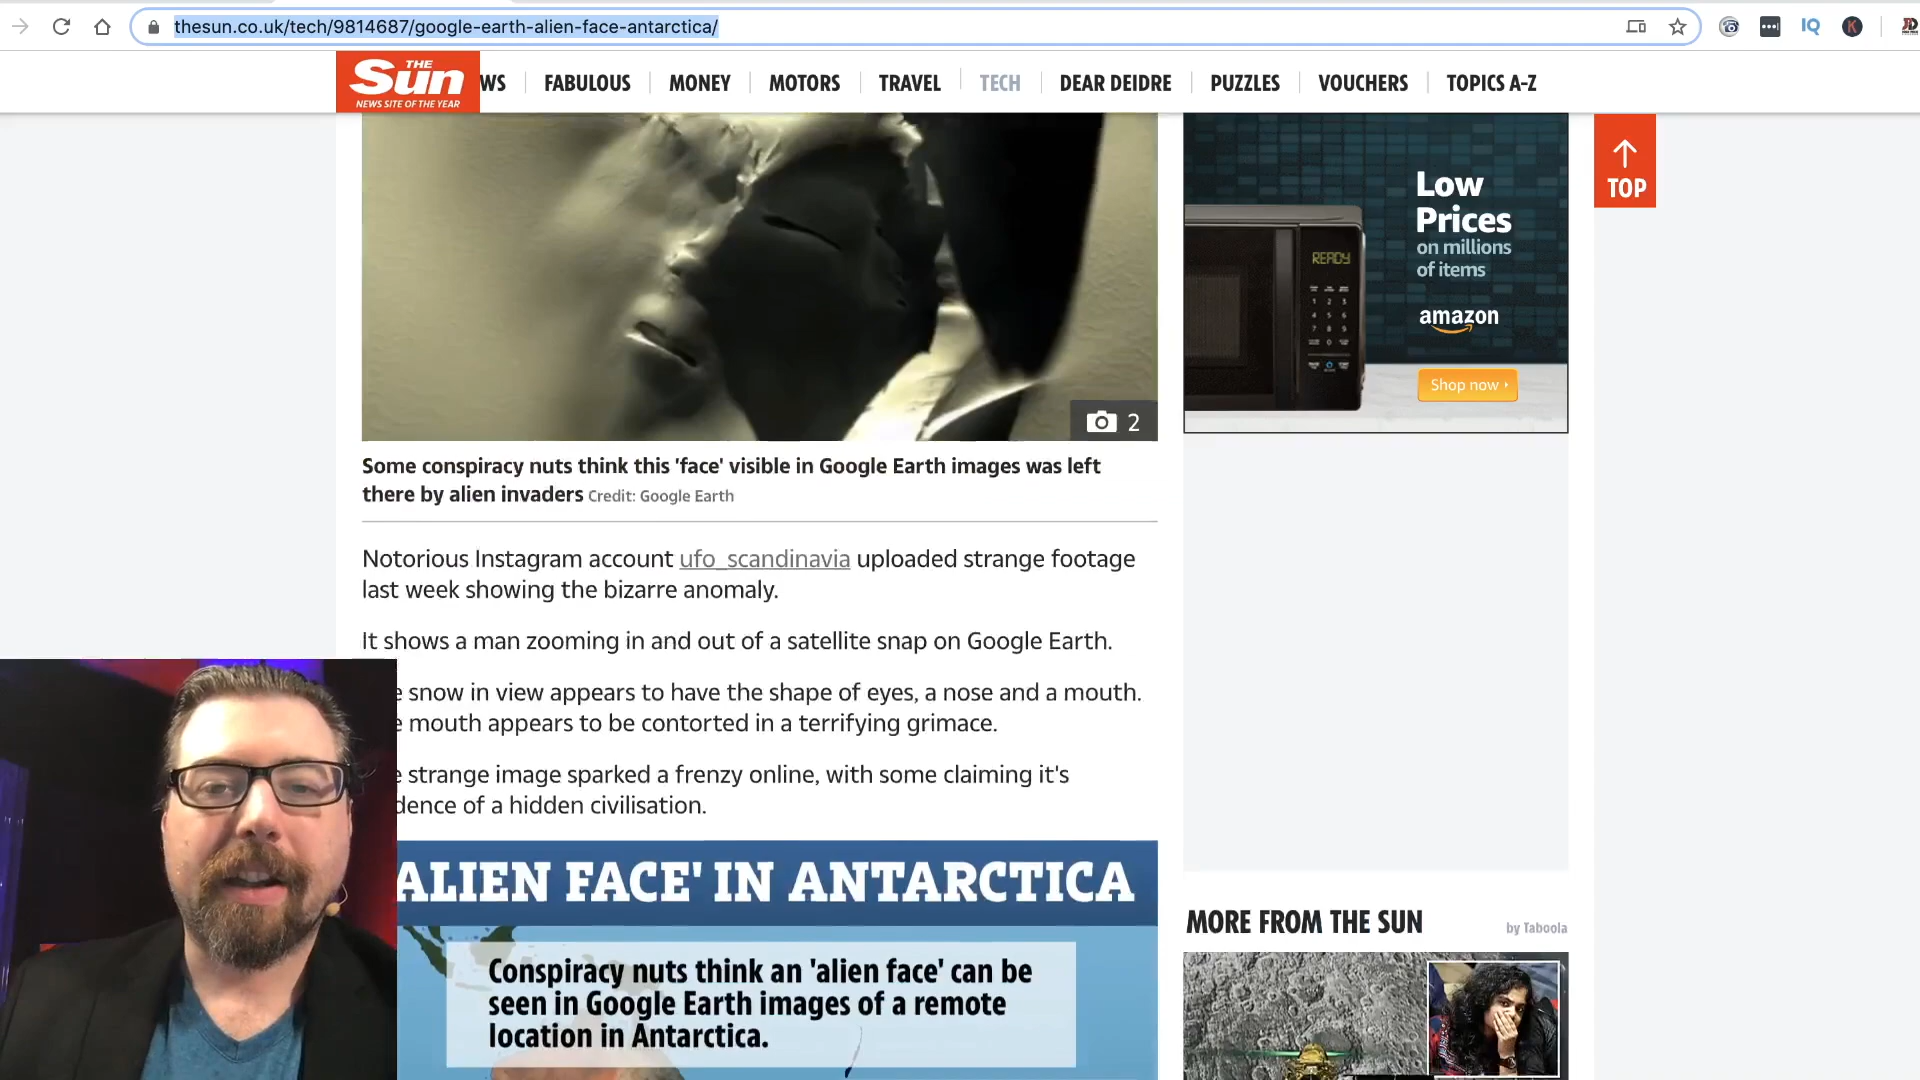 thesun.co.uk/tech/9814687/google-earth-alien-face-antarctica/
IQ
K
THE
Sun
NEWS SITE OF THE YEAR
WS
FABULOUS
MONEY
MOTORS
TRAVEL
TECH
DEAR DEIDRE
PUZZLES
VOUCHERS
TOPICS A-Z
TOP
Low
Prices
on millions
of items
READY
amazon
Shop now
2
Some conspiracy nuts think this 'face' visible in Google Earth images was left
there by alien invaders Credit: Google Earth
Notorious Instagram account ufo_scandinavia uploaded strange footage
last week showing the bizarre anomaly.
It shows a man zooming in and out of a satellite snap on Google Earth.
e snow in view appears to have the shape of eyes, a nose and a mouth.
e mouth appears to be contorted in a terrifying grimace.
e strange image sparked a frenzy online, with some claiming it's
dence of a hidden civilisation.
ALIEN FACE' IN ANTARCTICA
Conspiracy nuts think an 'alien face' can be
seen in Google Earth images of a remote
location in Antarctica.
MORE FROM THE SUN
by Taboola